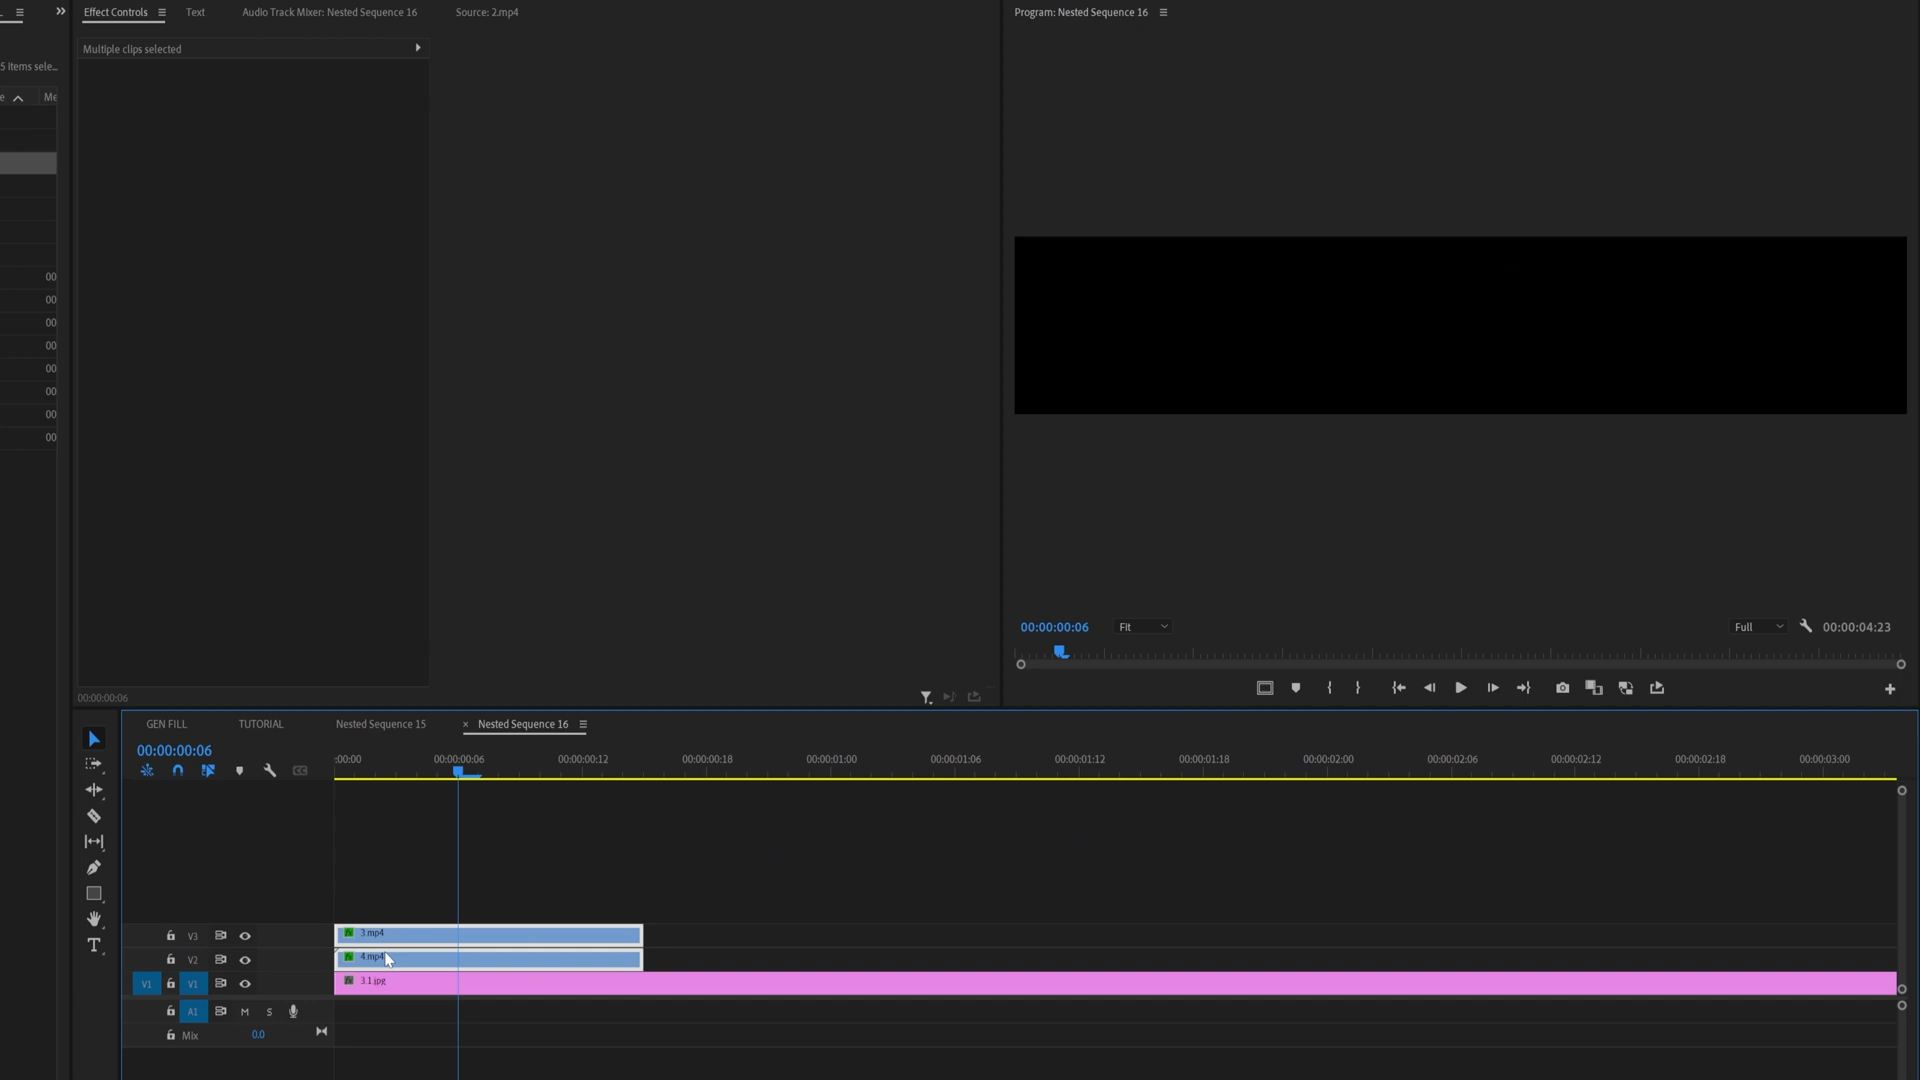 Effect Controls
Text
Audio Track Mixer: Nested Sequence 16
Source: 2.mp4
Program: Nested Sequence 16
Multiple clips selected
5 items sele...
e
Me
00
00
00
00
00
00
00
00
00:00:00:06
00:00:00:06
Fit
Full
00:00:04:23
GEN FILL
TUTORIAL
Nested Sequence 15
× Nested Sequence 16
00:00:00:06
:00:00
00:00:00:06
00:00:00:12
00:00:00:18
00:00:01:00
00:00:01:06
00:00:01:12
00:00:01:18
00:00:02:00
00:00:02:06
00:00:02:12
00:00:02:18
00:00:03:00
V3
3.mp4
V2
4.mp4
V1
V1
3.1.jpg
A1
M
S
Mix
0.0